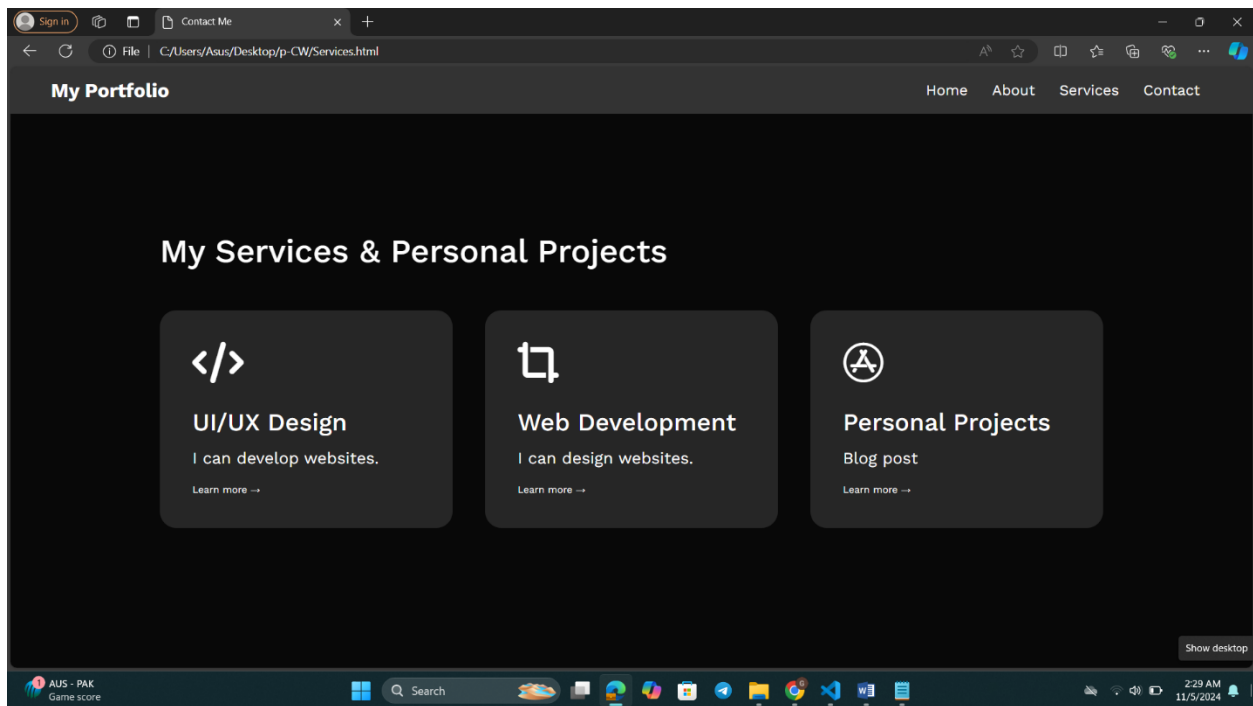 Sign in
Contact Me
File
C:/Users/Asus/Desktop/p-CW/Services.html
My Portfolio
Home About Services Contact
My Services & Personal Projects
</>
UI/UX Design
I can develop websites.
Learn more →
Web Development
I can design websites.
Learn more →
Personal Projects
Blog post
Learn more →
Show desktop
1
AUS - PAK
Game score
Search
2:29 AM
11/5/2024